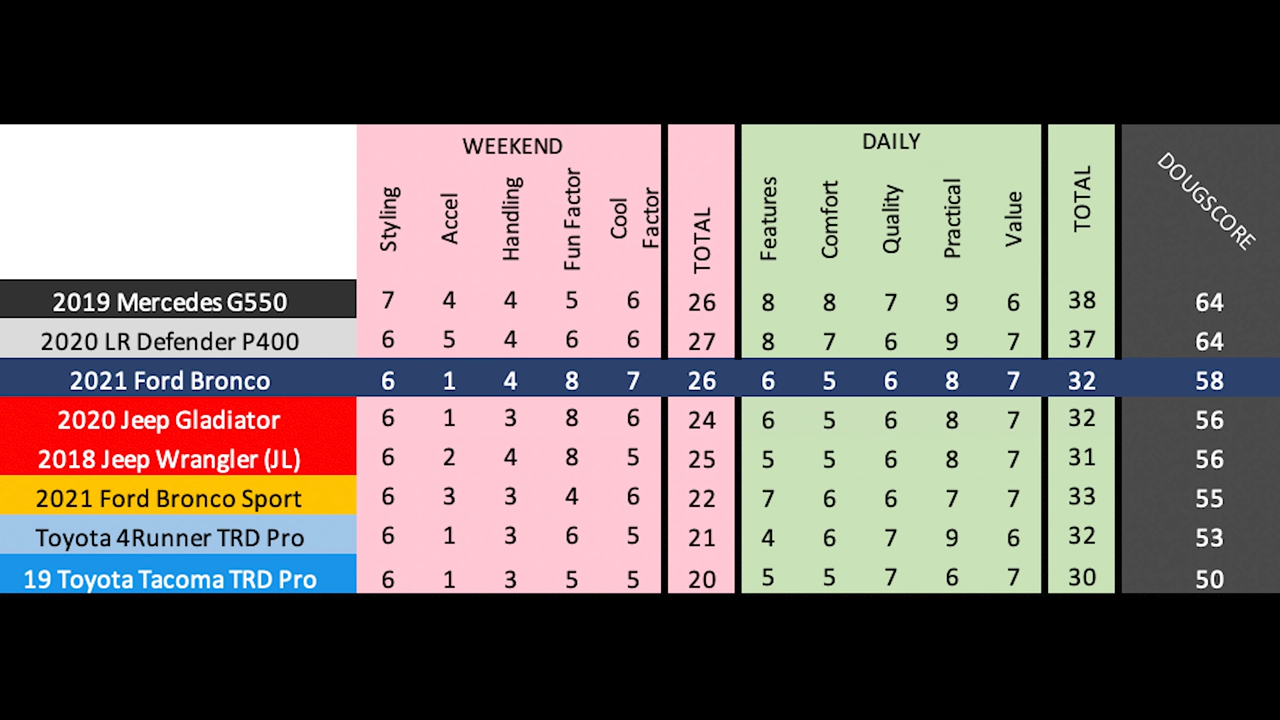 WEEKEND DAILY
Styling Accel Handling Fun Factor Cool Factor TOTAL Features Comfort Quality Practical Value TOTAL DOUGSCORE
2019 Mercedes G550 7 4 4 5 6 26 8 8 7 9 6 38 64
2020 LR Defender P400 6 5 4 6 6 27 8 7 6 9 7 37 64
2021 Ford Bronco 6 1 4 8 7 26 6 5 6 8 7 32 58
2020 Jeep Gladiator 6 1 3 8 6 24 6 5 6 8 7 32 56
2018 Jeep Wrangler (JL) 6 2 4 8 5 25 5 5 6 8 7 31 56
2021 Ford Bronco Sport 6 3 3 4 6 22 7 6 6 7 7 33 55
Toyota 4Runner TRD Pro 6 1 3 6 5 21 4 6 7 9 6 32 53
19 Toyota Tacoma TRD Pro 6 1 3 5 5 20 5 5 7 6 7 30 50